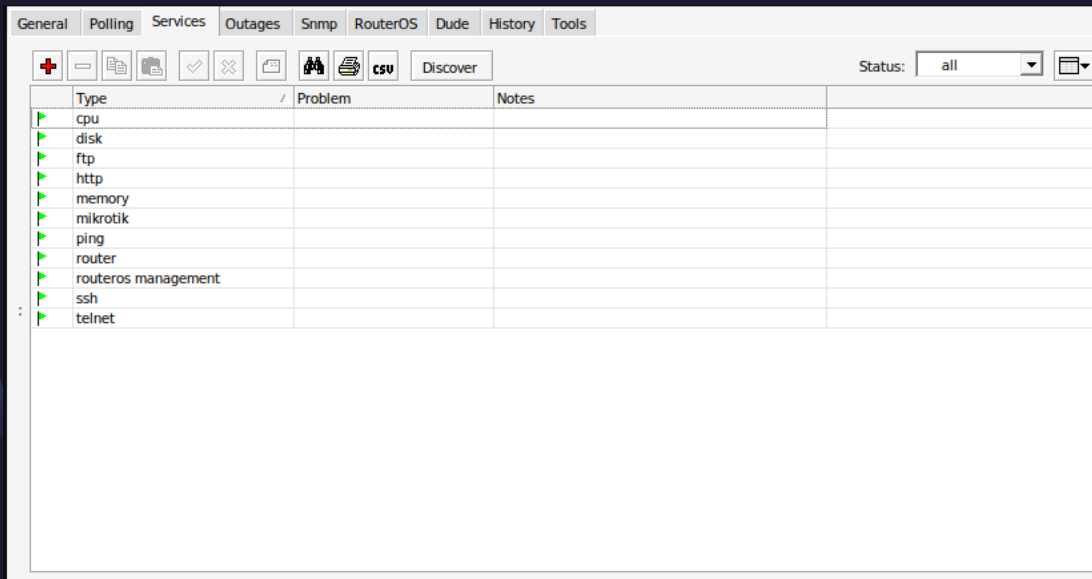 General Polling Services Outages Snmp RouterOS Dude History Tools
csv Discover Status: all
Type Problem Notes
cpu
disk
ftp
http
memory
mikrotik
ping
router
routeros management
ssh
telnet